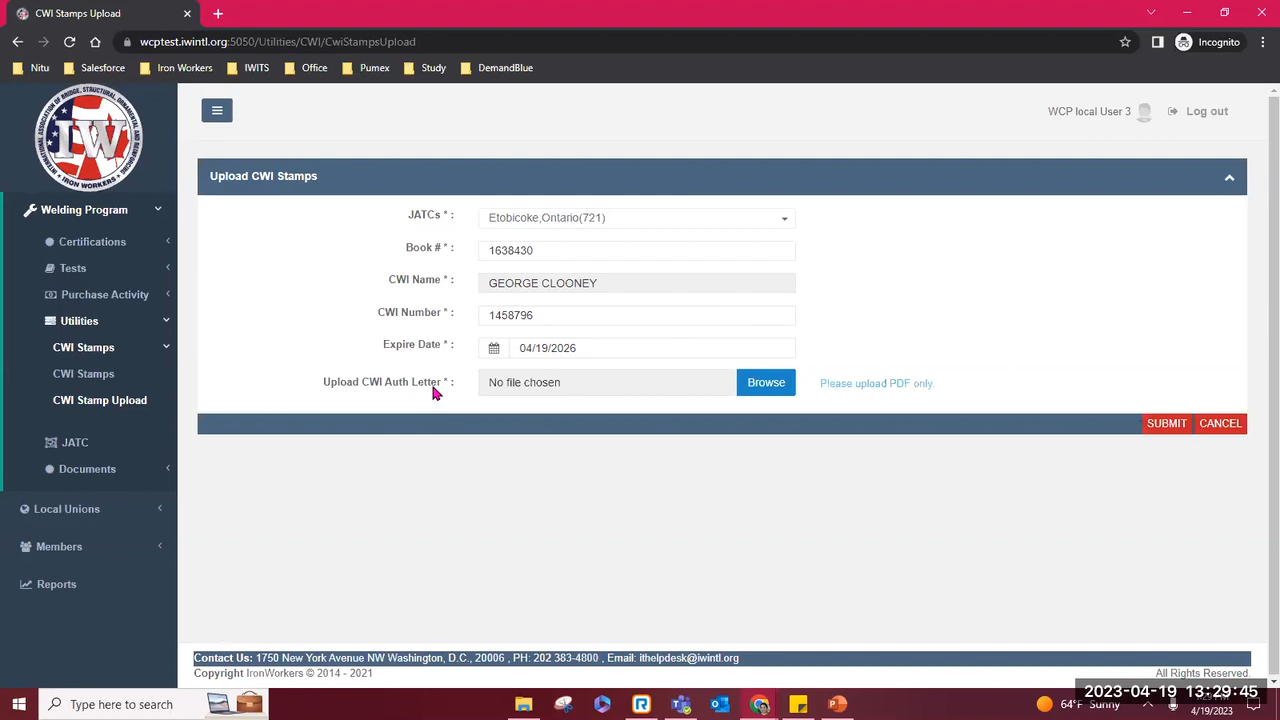 CWI Stamps Upload
wcptest.iwintl.org:5050/Utilities/CWI/CwiStampsUpload
Incognito
Nitu Salesforce Iron Workers IWITS Office Pumex Study DemandBlue
IW
WCP local User 3 Log out
Upload CWI Stamps
Welding Program
Certifications
Tests
Purchase Activity
Utilities
CWI Stamps
CWI Stamps
CWI Stamp Upload
JATC
Documents
Local Unions
Members
Reports
JATCs * : Etobicoke,Ontario(721)
Book # * : 1638430
CWI Name * : GEORGE CLOONEY
CWI Number * : 1458796
Expire Date * : 04/19/2026
Upload CWI Auth Letter * : No file chosen Browse Please upload PDF only.
SUBMIT CANCEL
Contact Us: 1750 New York Avenue NW Washington, D.C., 20006 , PH: 202 383-4800 , Email: ithelpdesk@iwintl.org
Copyright IronWorkers © 2014 - 2021 All Rights Reserved.
Type here to search
64°F Sunny
2023-04-19 13:29:45
4/19/2023